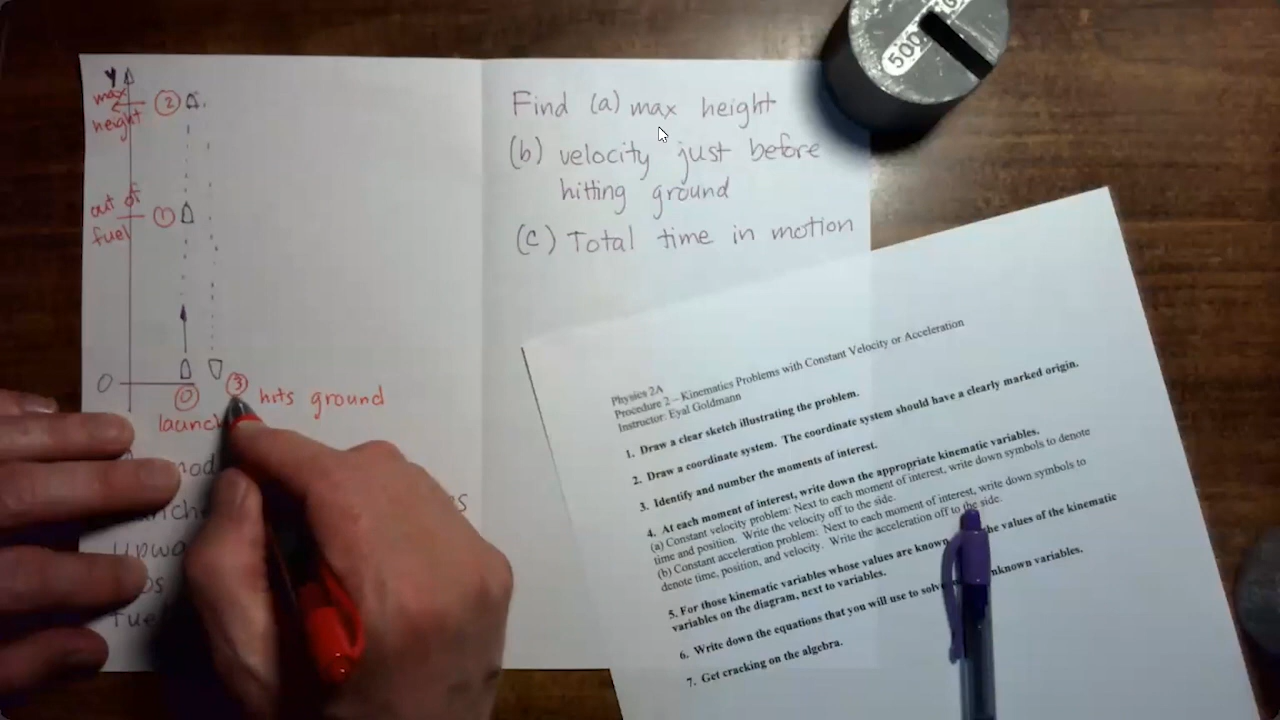 y
max
height
②
out of
fuel
①
0
⓪
③ hits ground
launch
Find (a) max height
(b) velocity just before
hitting ground
(c) Total time in motion
500
Physics 2A
Procedure 2 – Kinematics Problems with Constant Velocity or Acceleration
Instructor: Eyal Goldmann
1. Draw a clear sketch illustrating the problem.
2. Draw a coordinate system. The coordinate system should have a clearly marked origin.
3. Identify and number the moments of interest.
4. At each moment of interest, write down the appropriate kinematic variables.
(a) Constant velocity problem: Next to each moment of interest, write down symbols to denote
time and position. Write the velocity off to the side.
(b) Constant acceleration problem: Next to each moment of interest, write down symbols to
denote time, position, and velocity. Write the acceleration off to the side.
5. For those kinematic variables whose values are known, the values of the kinematic
variables on the diagram, next to variables.
6. Write down the equations that you will use to solve unknown variables.
7. Get cracking on the algebra.